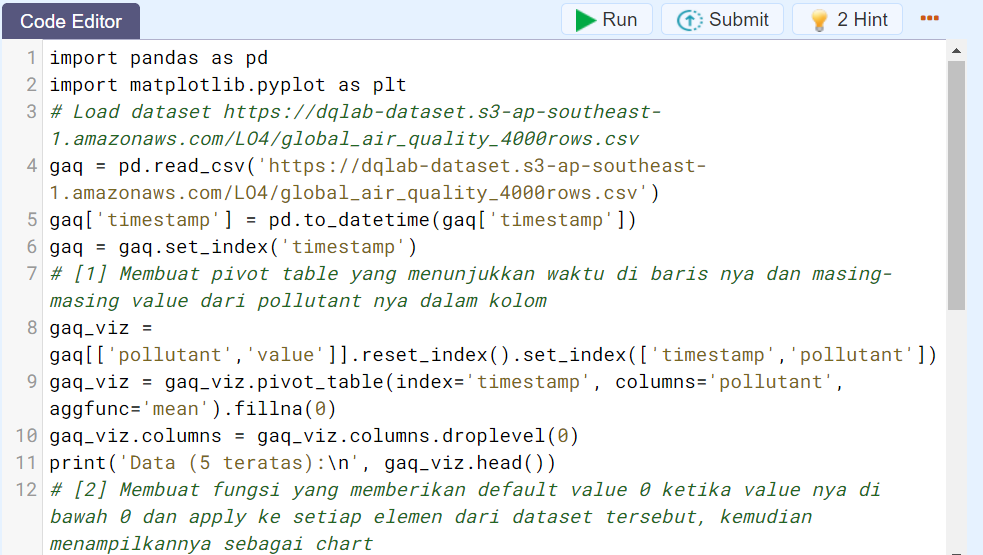 Code Editor
Run
Submit
2 Hint
1 import pandas as pd
2 import matplotlib.pyplot as plt
3 # Load dataset https://dqlab-dataset.s3-ap-southeast-
1.amazonaws.com/LO4/global_air_quality_4000rows.csv
4 gaq = pd.read_csv('https://dqlab-dataset.s3-ap-southeast-
1.amazonaws.com/LO4/global_air_quality_4000rows.csv')
5 gaq['timestamp'] = pd.to_datetime(gaq['timestamp'])
6 gaq = gaq.set_index('timestamp')
7 # [1] Membuat pivot table yang menunjukkan waktu di baris nya dan masing-
masing value dari pollutant nya dalam kolom
8 gaq_viz =
gaq[['pollutant','value']].reset_index().set_index(['timestamp','pollutant'])
9 gaq_viz = gaq_viz.pivot_table(index='timestamp', columns='pollutant',
aggfunc='mean').fillna(0)
10 gaq_viz.columns = gaq_viz.columns.droplevel(0)
11 print('Data (5 teratas):\n', gaq_viz.head())
12 # [2] Membuat fungsi yang memberikan default value 0 ketika value nya di
bawah 0 dan apply ke setiap elemen dari dataset tersebut, kemudian
menampilkannya sebagai chart